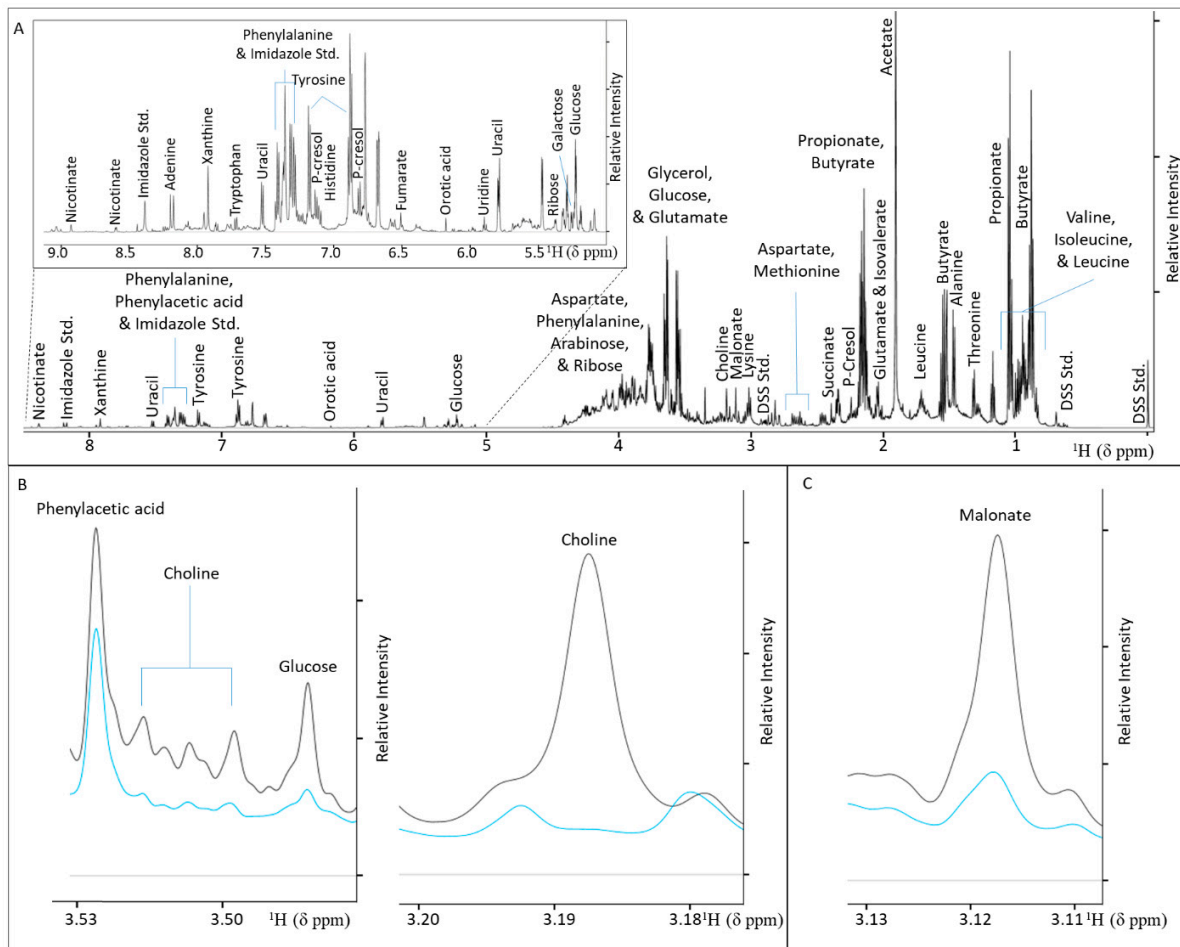 A
Phenylalanine
& Imidazole Std.
Tyrosine
Nicotinate
Nicotinate
Imidazole Std.
Adenine
Xanthine
Tryptophan
Uracil
P-cresol
Histidine
P-cresol
Fumarate
Orotic acid
Uridine
Uracil
Ribose
Galactose
Glucose
Relative Intensity
9.0
8.5
8.0
7.5
7.0
6.5
6.0
5.5
¹H (δ ppm)
Phenylalanine,
Phenylacetic acid
& Imidazole Std.
Nicotinate
Imidazole Std.
Xanthine
Uracil
Tyrosine
Tyrosine
Orotic acid
Uracil
Glucose
Aspartate,
Phenylalanine,
Arabinose,
& Ribose
Glycerol,
Glucose,
& Glutamate
Choline
Malonate
Lysine
DSS Std.
Aspartate,
Methionine
Succinate
P-Cresol
Propionate,
Butyrate
Glutamate & Isovalerate
Acetate
Leucine
Butyrate
Alanine
Threonine
Propionate
Butyrate
Valine,
Isoleucine,
& Leucine
DSS Std.
DSS Std.
Relative Intensity
8
7
6
5
4
3
2
1
¹H (δ ppm)
B
Phenylacetic acid
Choline
Glucose
Relative Intensity
3.53
3.50
¹H (δ ppm)
Choline
Relative Intensity
3.20
3.19
3.18
¹H (δ ppm)
C
Malonate
Relative Intensity
3.13
3.12
3.11
¹H (δ ppm)